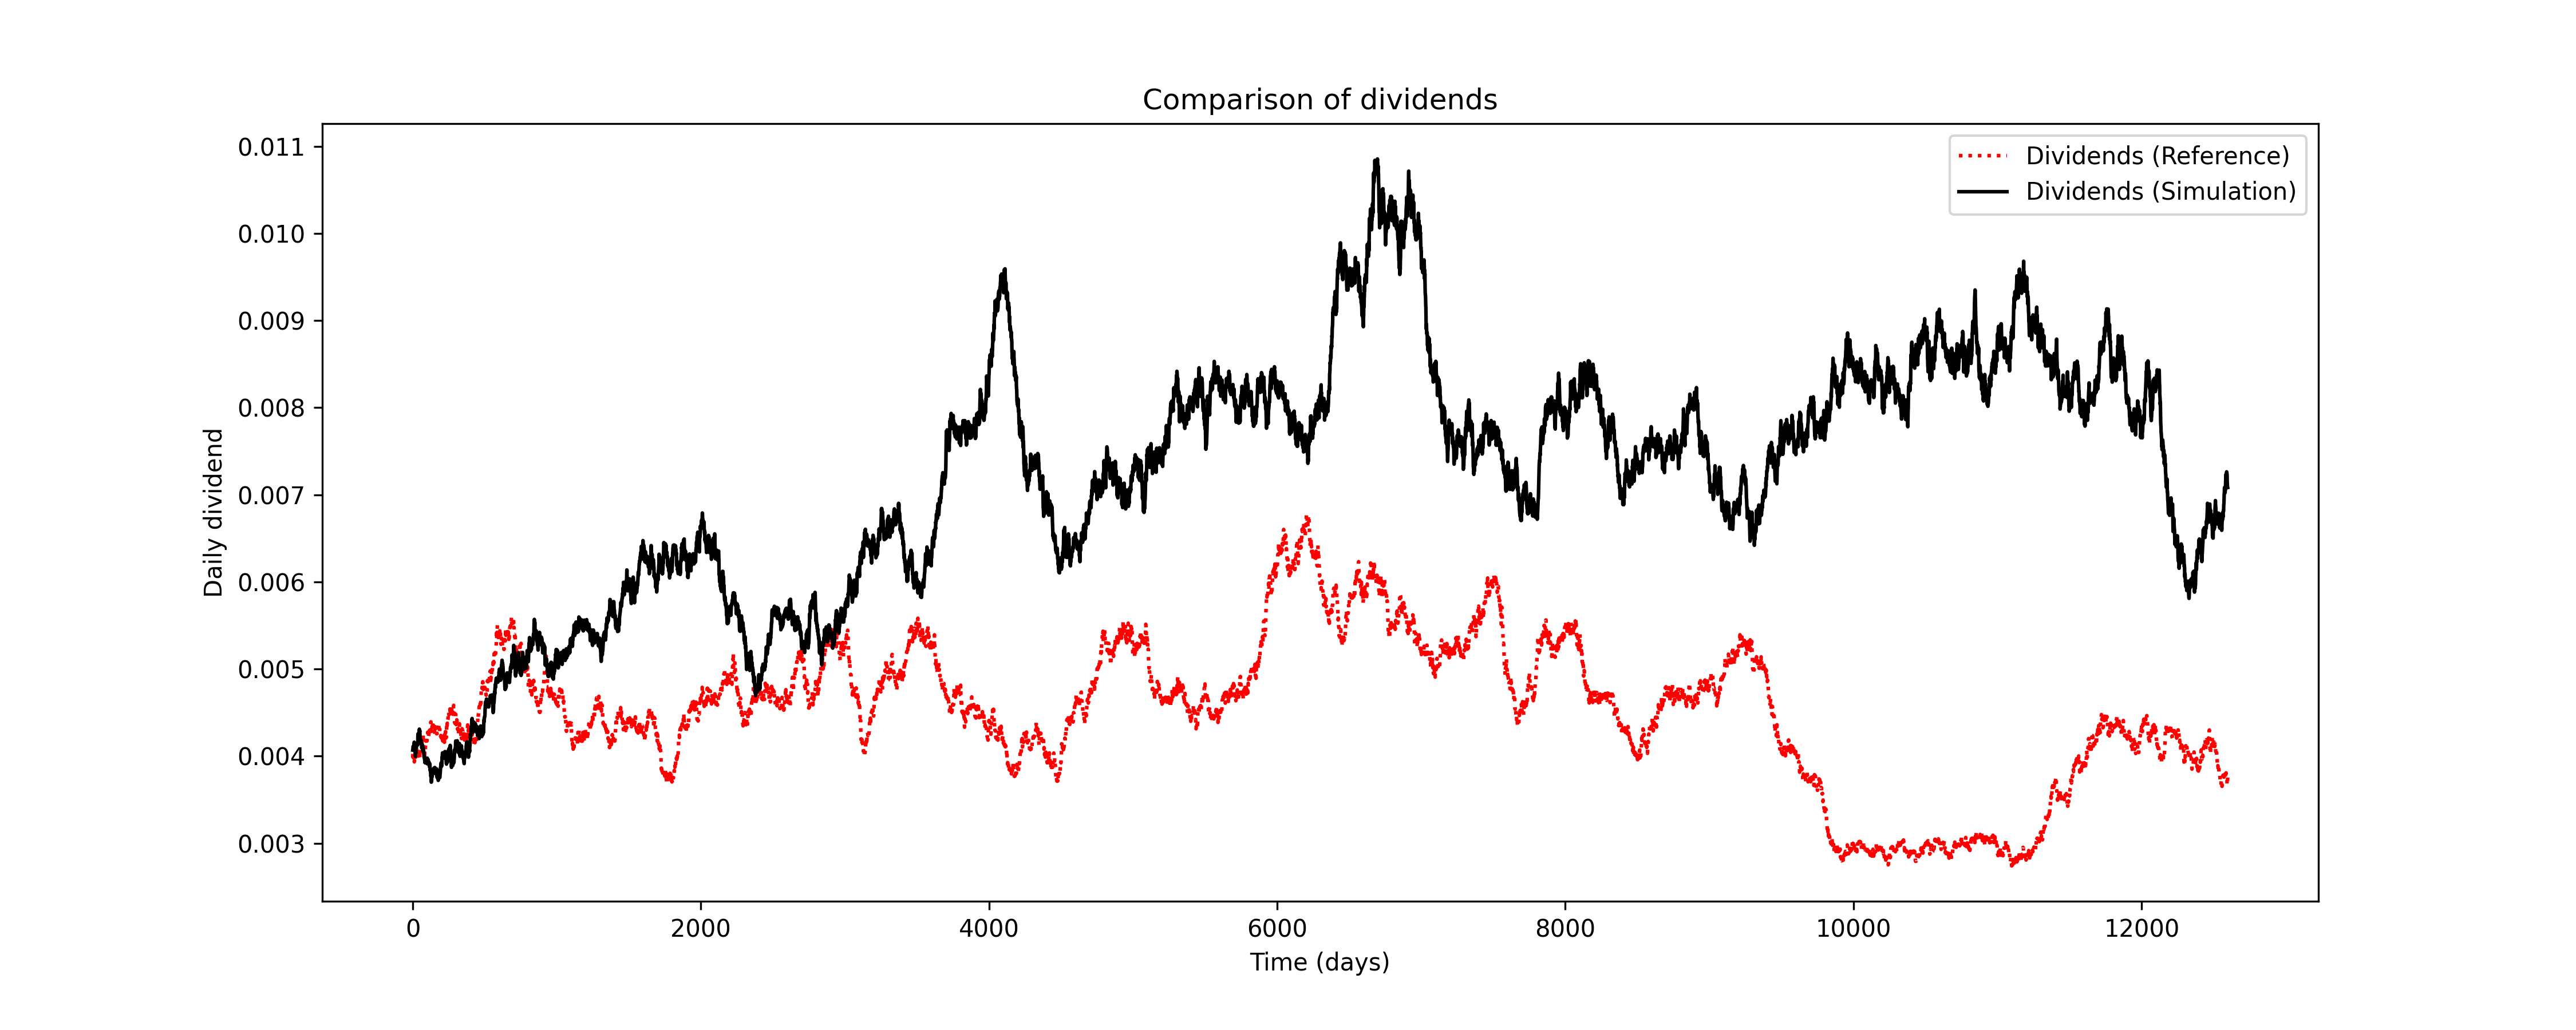 Comparison of dividends
0.011
0.010
0.009
0.008
0.007
0.006
0.005
0.004
0.003
Daily dividend
Dividends (Reference)
Dividends (Simulation)
0 2000 4000 6000 8000 10000 12000
Time (days)